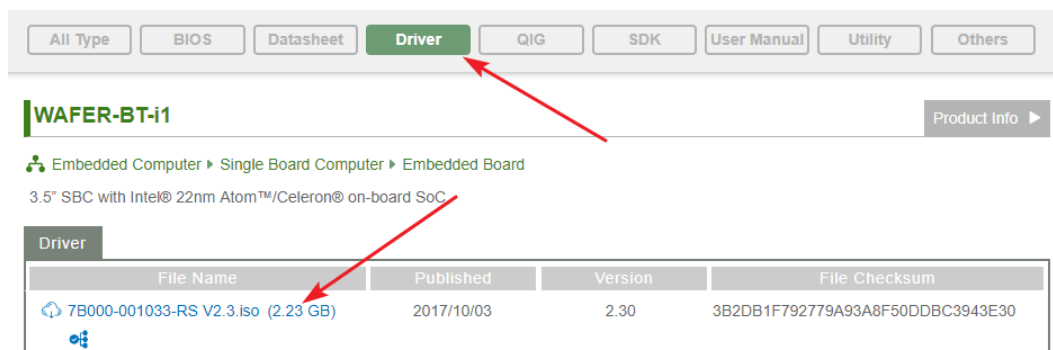 All Type BIOS Datasheet Driver QIG SDK User Manual Utility Others
WAFER-BT-i1 Product Info
Embedded Computer Single Board Computer Embedded Board
3.5" SBC with Intel® 22nm Atom™/Celeron® on-board SoC
Driver
File Name Published Version File Checksum
7B000-001033-RS V2.3.iso (2.23 GB) 2017/10/03 2.30 3B2DB1F792779A93A8F50DDBC3943E30